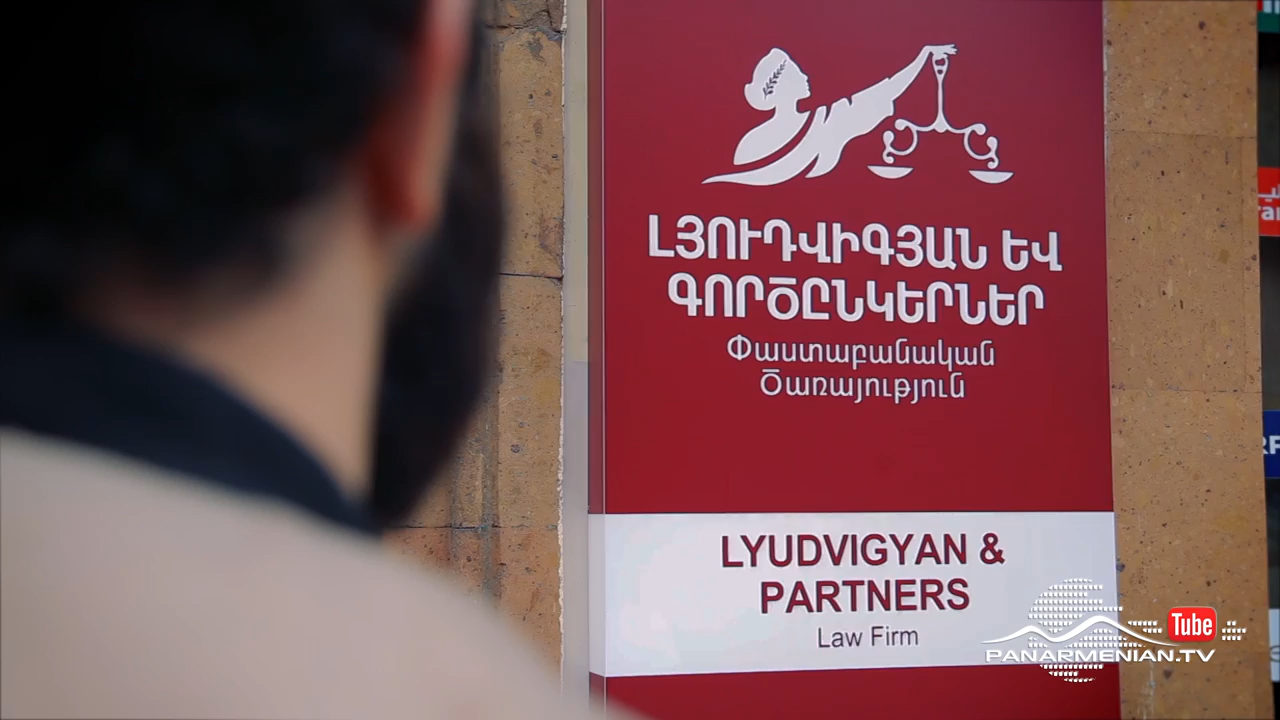 ԼՅՈՒԴՎԻԳՅԱՆ ԵՎ
ԳՈՐԾԸՆԿԵՐՆԵՐ
Փաստաբանական
Ծառայություն
LYUDVIGYAN &
PARTNERS
Law Firm
Tube
PANARMENIAN.TV